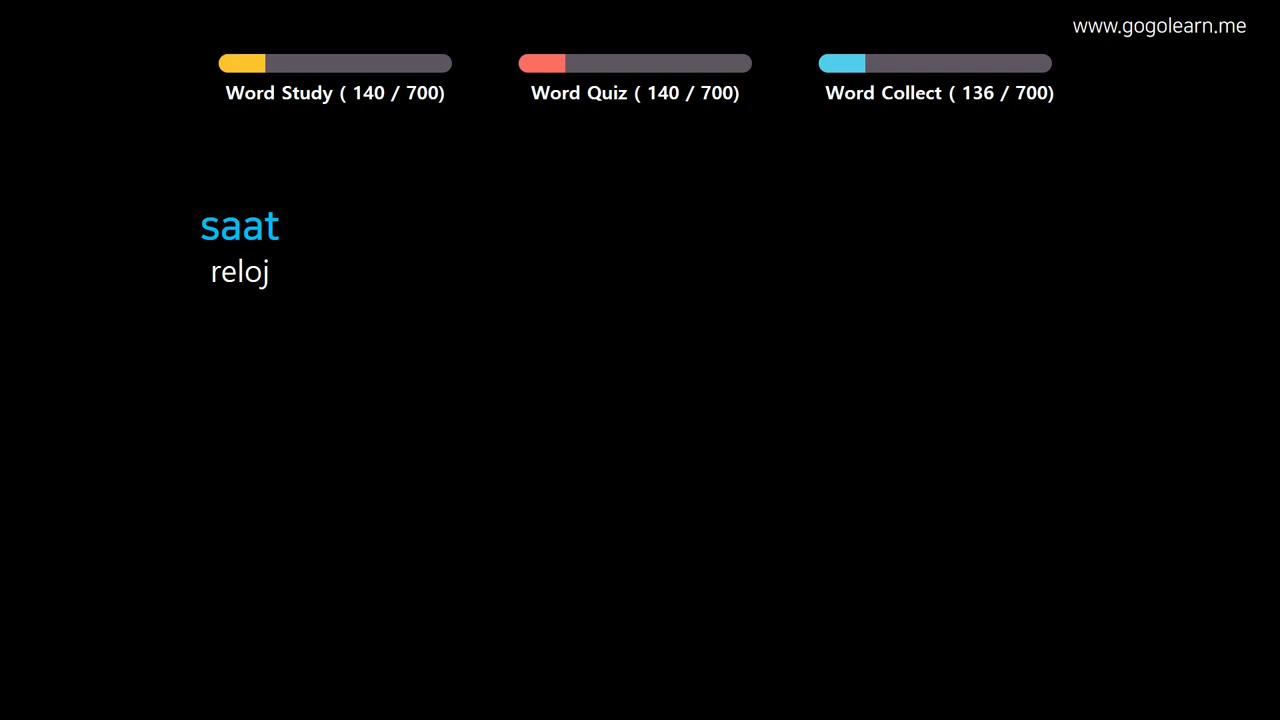 www.gogolearn.me
Word Study ( 140 / 700)
Word Quiz ( 140 / 700)
Word Collect ( 136 / 700)
saat
reloj